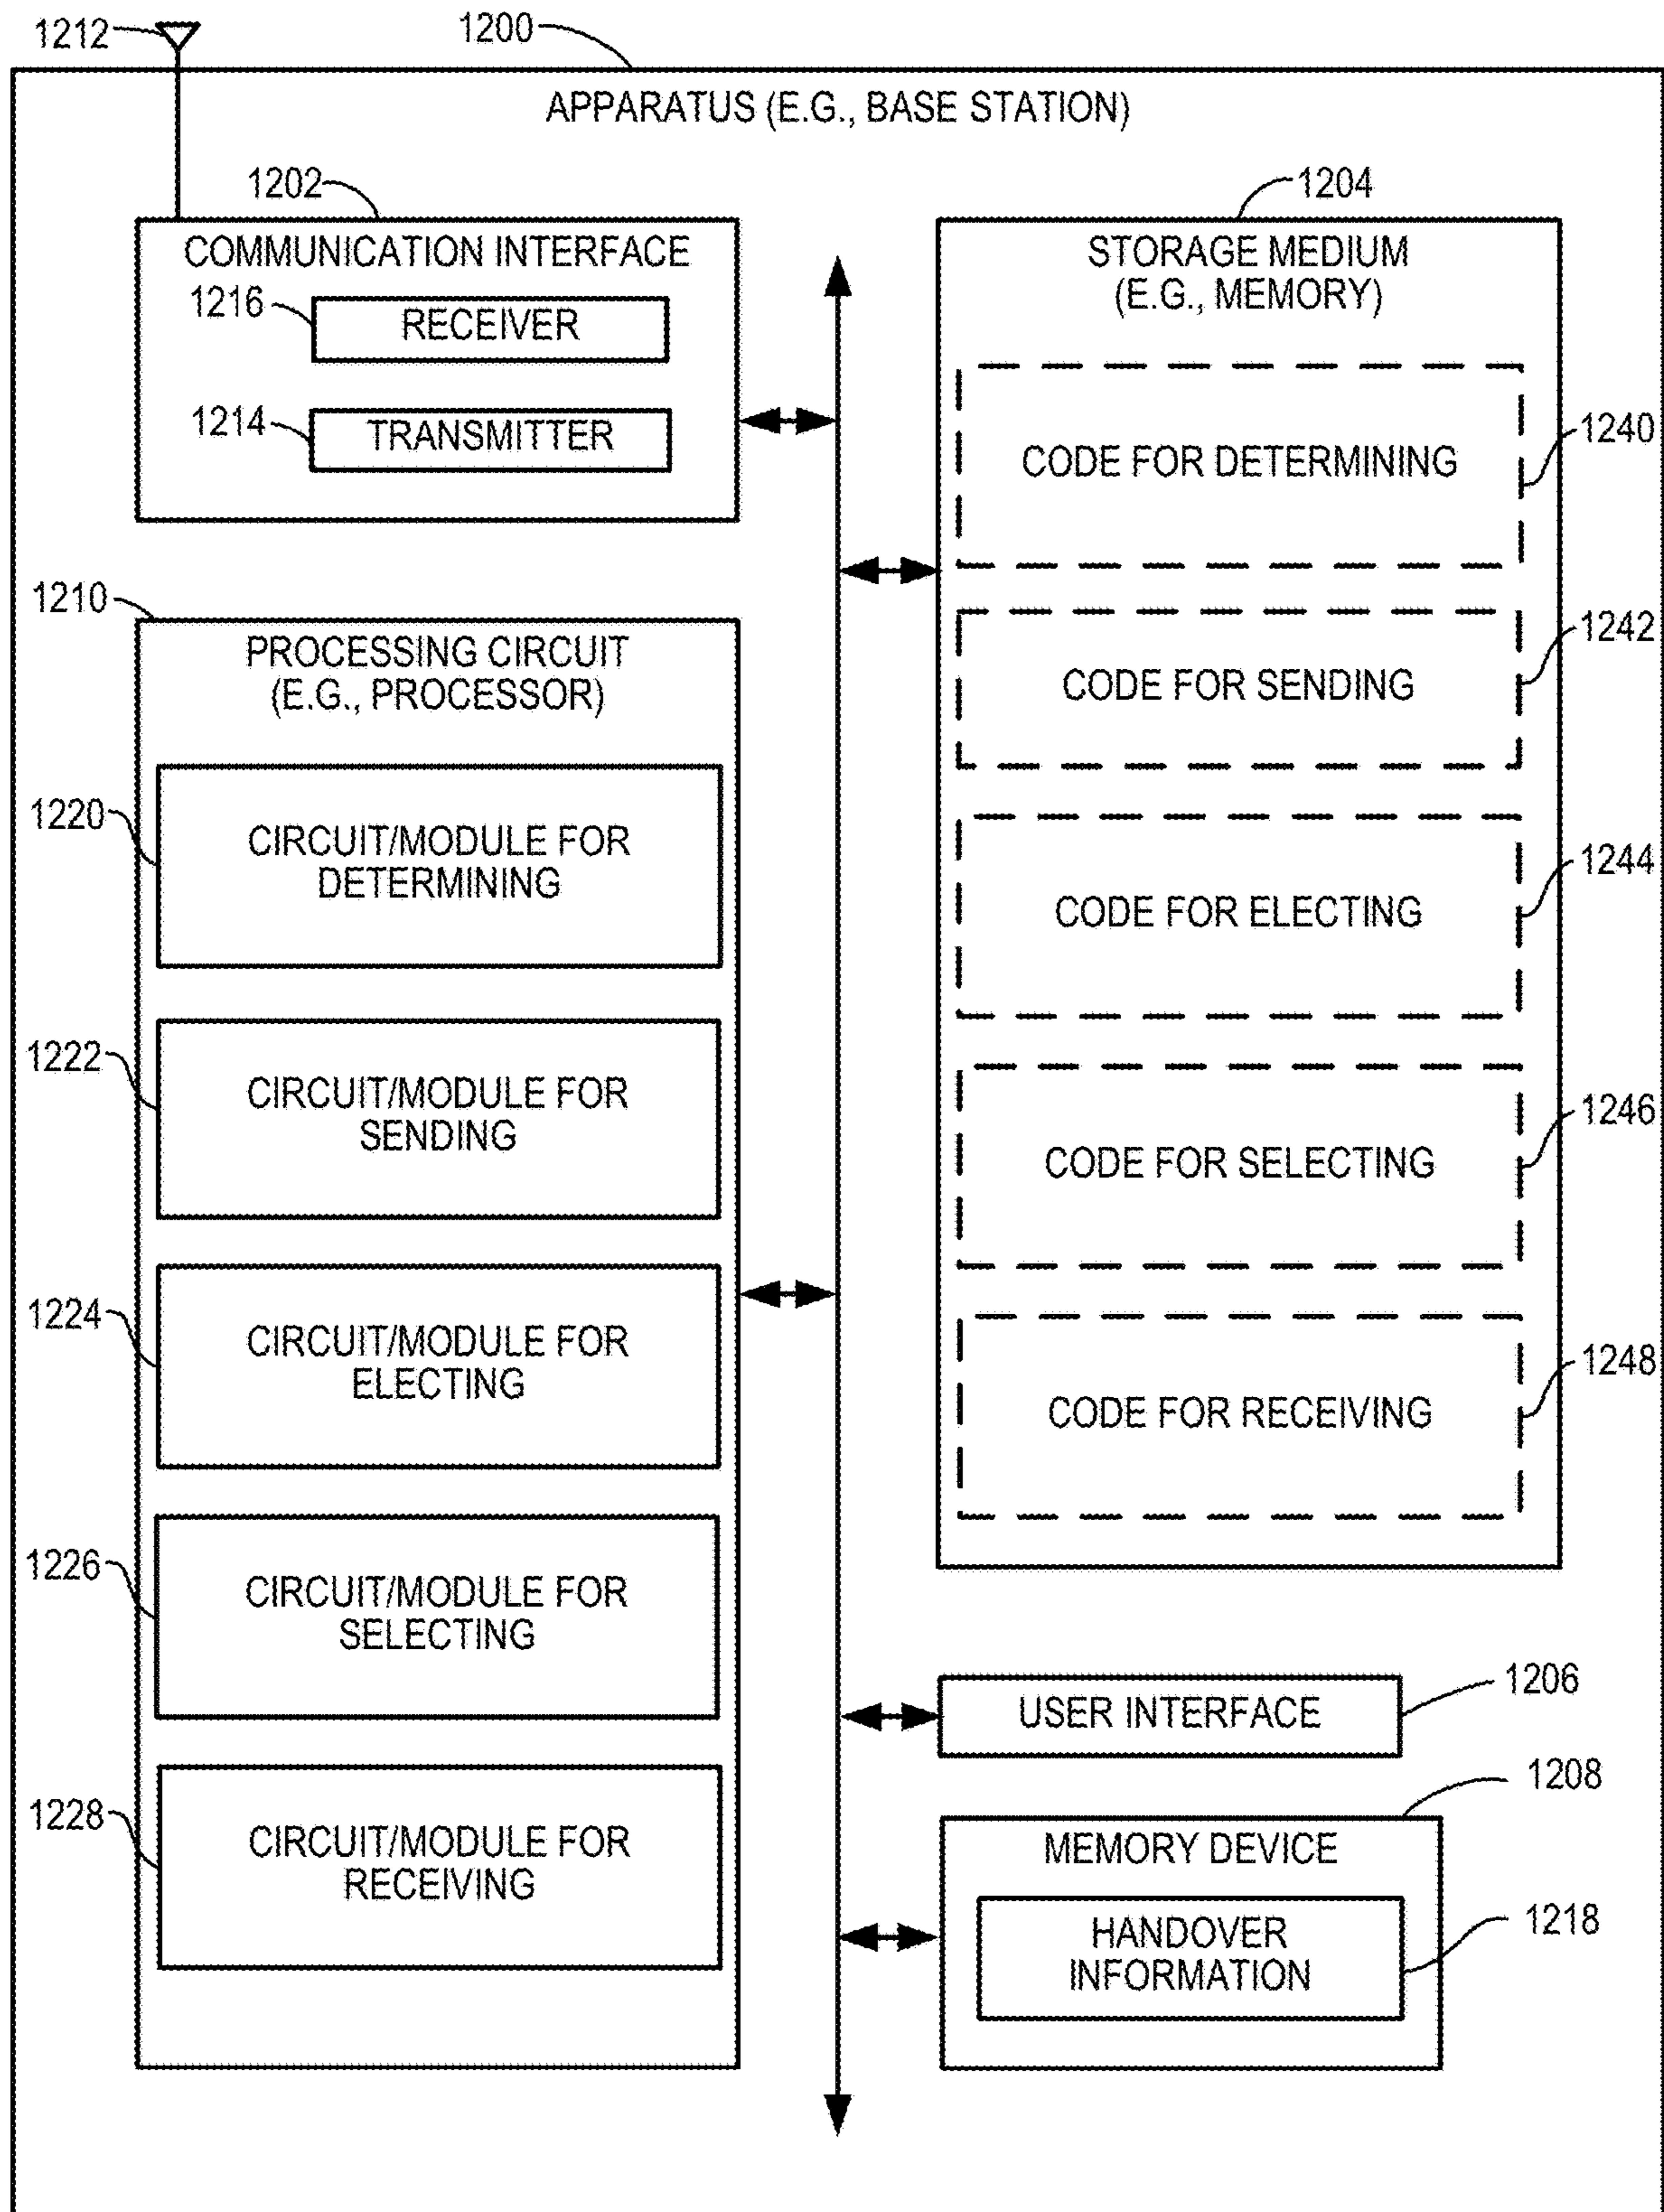 1212
1200
APPARATUS (E.G., BASE STATION)
1202
COMMUNICATION INTERFACE
1216
RECEIVER
1214
TRANSMITTER
1204
STORAGE MEDIUM
(E.G., MEMORY)
CODE FOR DETERMINING
1240
CODE FOR SENDING
1242
CODE FOR ELECTING
1244
CODE FOR SELECTING
1246
CODE FOR RECEIVING
1248
1210
PROCESSING CIRCUIT
(E.G., PROCESSOR)
1220
CIRCUIT/MODULE FOR
DETERMINING
1222
CIRCUIT/MODULE FOR
SENDING
1224
CIRCUIT/MODULE FOR
ELECTING
1226
CIRCUIT/MODULE FOR
SELECTING
1228
CIRCUIT/MODULE FOR
RECEIVING
1206
USER INTERFACE
1208
MEMORY DEVICE
1218
HANDOVER
INFORMATION